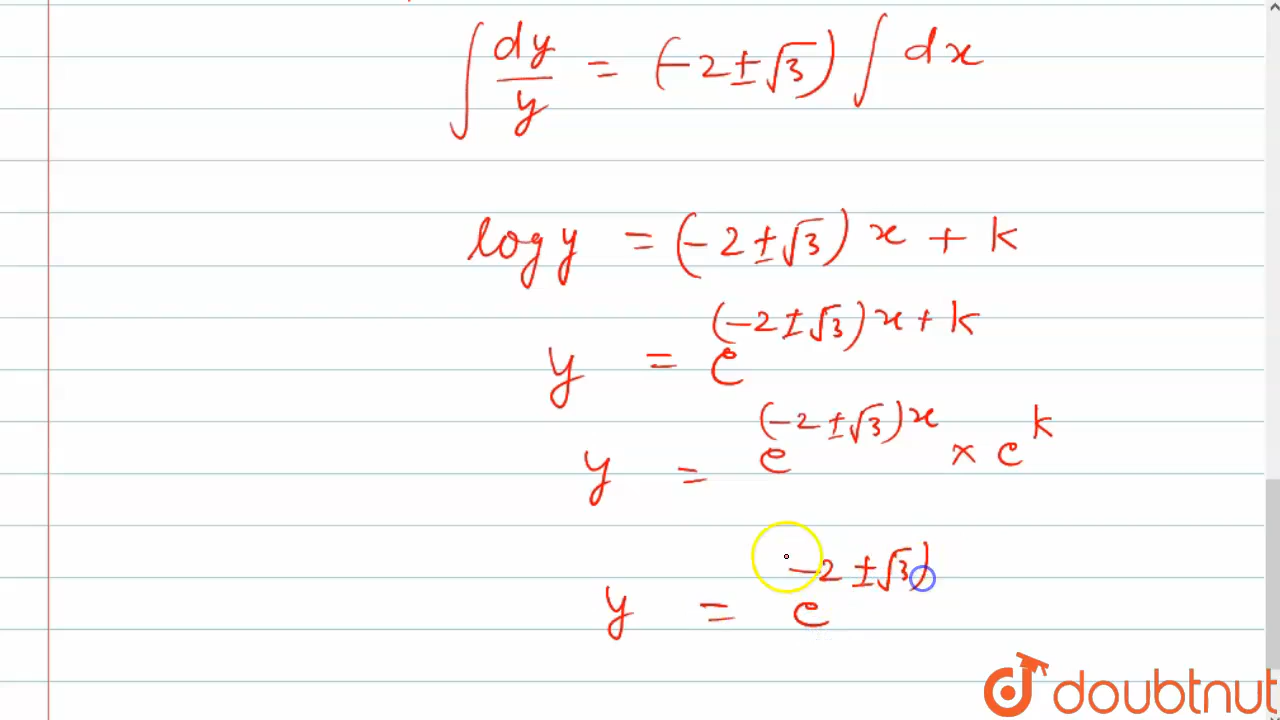 ∫ dy/y = (-2±√3) ∫ dx
log y = (-2±√3) x + k
y = e^(-2±√3)x+k
y = e^(-2±√3)x × e^k
y = e^-2±√3)
doubtnut